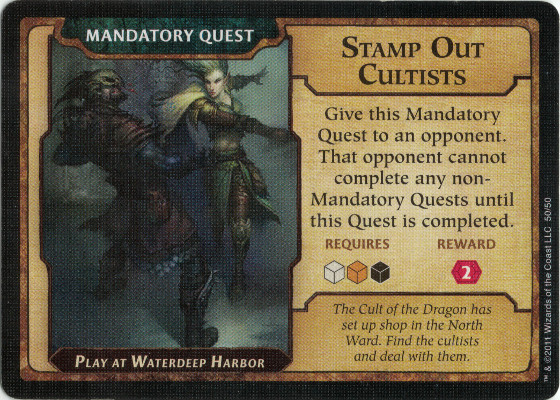 MANDATORY QUEST
STAMP OUT
CULTISTS
Give this Mandatory
Quest to an opponent.
That opponent cannot
complete any non-
Mandatory Quests until
this Quest is completed.
REQUIRES REWARD
2
The Cult of the Dragon has
set up shop in the North
Ward. Find the cultists
and deal with them.
PLAY AT WATERDEEP HARBOR
™ & ©2011 Wizards of the Coast LLC 50/50